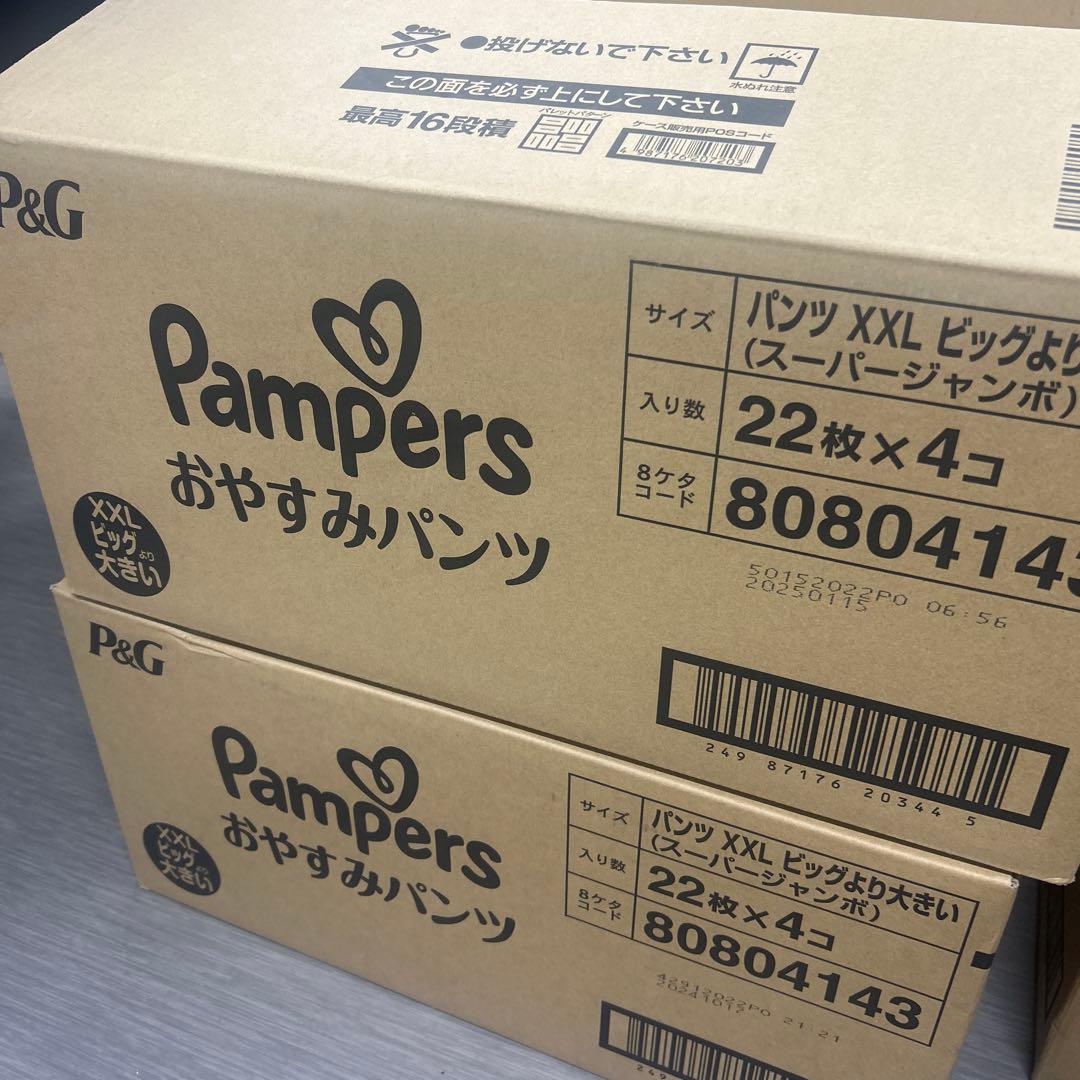 ●投げないで下さい
水ぬれ注意
この面を必ず上にして下さい
最高16段積
パレットパターン
ケース販売用POSコード
4 987176 207203
P&G
Pampers
おやすみパンツ
XXL
ビッグより
大きい
サイズ
パンツ XXL ビッグより
(スーパージャンボ)
入り数
22枚×4コ
8ケタ
コード
80804143
50152022P0 06:56
20250115
249 87176 20344 5
P&G
Pampers
おやすみパンツ
XXL
ビッグより
大きい
サイズ
パンツ XXL ビッグより大きい
(スーパージャンボ)
入り数
22枚×4コ
8ケタ
コード
80804143
42912022P0 21:21
249